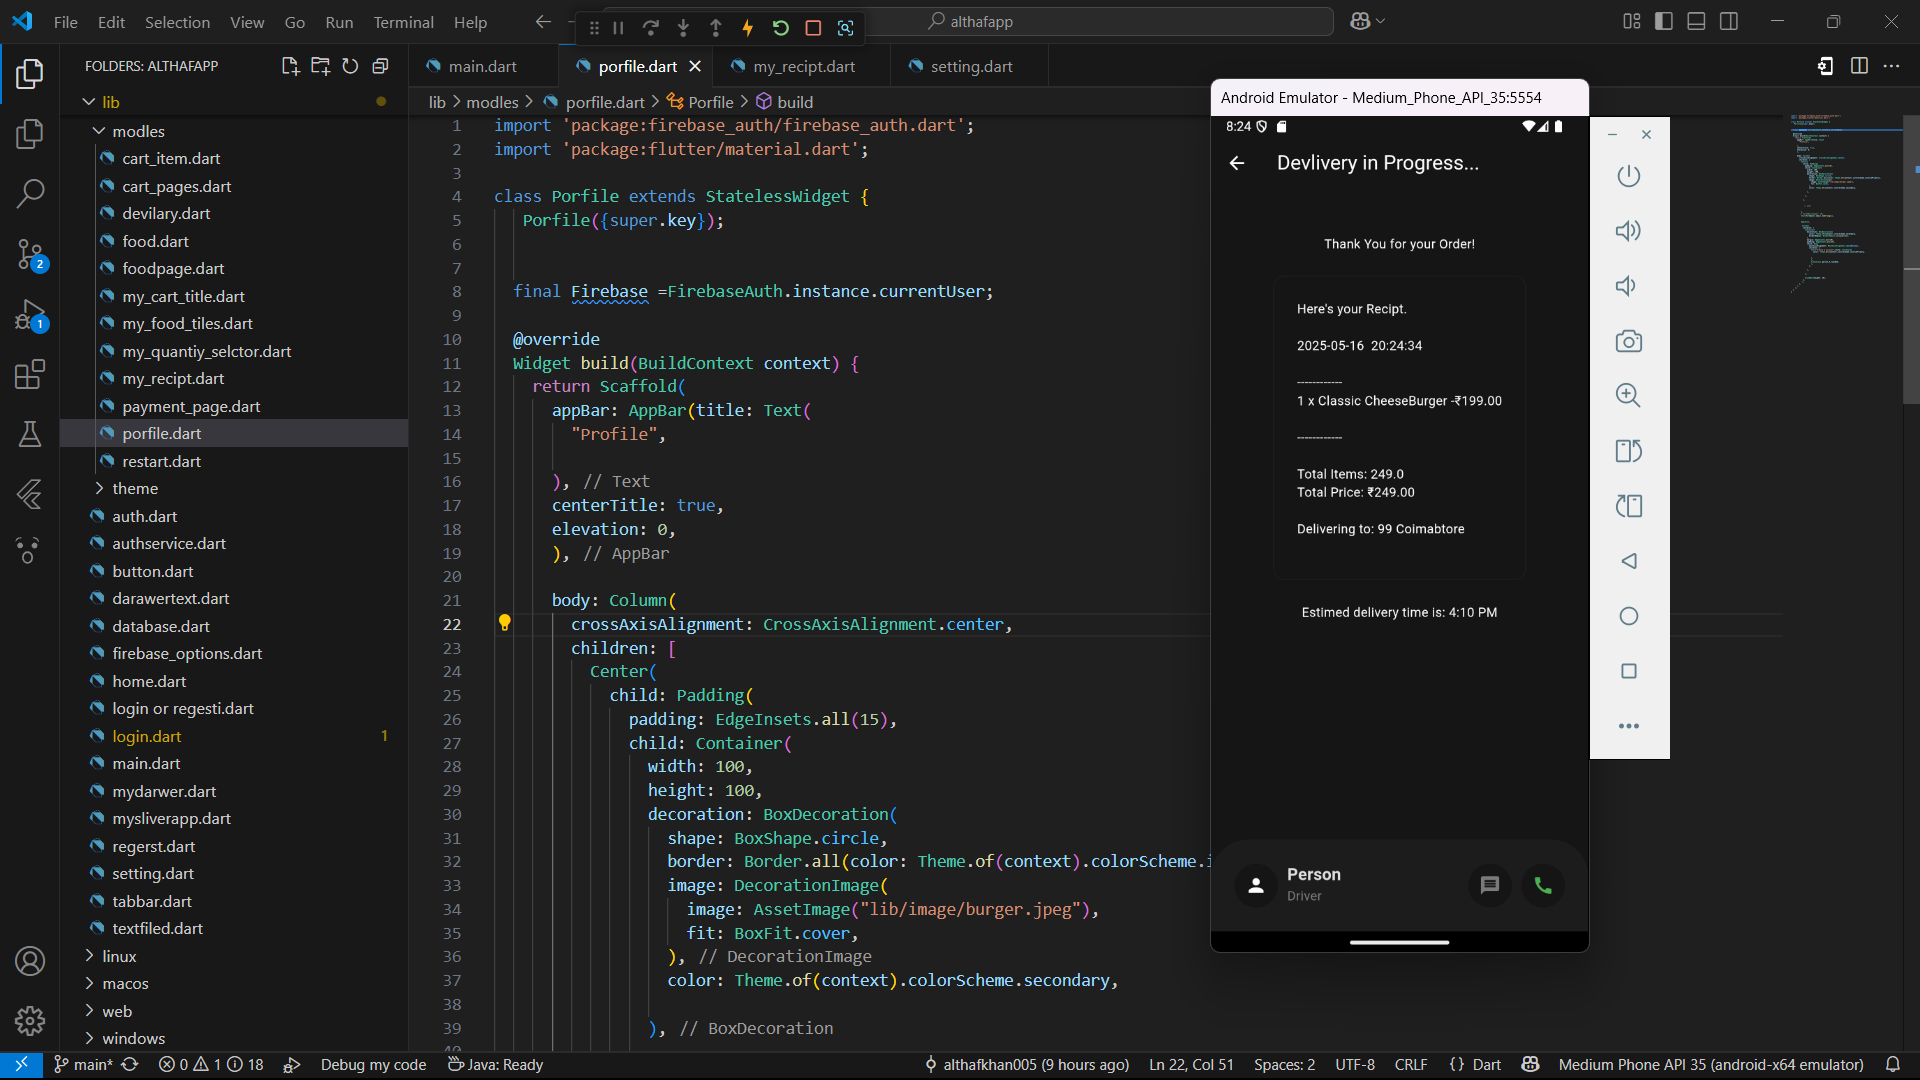 File Edit Selection View Go Run Terminal Help
althafapp
FOLDERS: ALTHAFAPP
lib
modles
cart_item.dart
cart_pages.dart
devilary.dart
food.dart
foodpage.dart
my_cart_title.dart
my_food_tiles.dart
my_quantiy_selctor.dart
my_recipt.dart
payment_page.dart
porfile.dart
restart.dart
theme
auth.dart
authservice.dart
button.dart
darawertext.dart
database.dart
firebase_options.dart
home.dart
login or regesti.dart
login.dart 1
main.dart
mydarwer.dart
mysliverapp.dart
regerst.dart
setting.dart
tabbar.dart
textfiled.dart
linux
macos
web
windows
2
1
main.dart porfile.dart my_recipt.dart setting.dart
lib > modles > porfile.dart > Porfile > build
1 import 'package:firebase_auth/firebase_auth.dart';
2 import 'package:flutter/material.dart';
3
4 class Porfile extends StatelessWidget {
5 Porfile({super.key});
6
7
8 final Firebase =FirebaseAuth.instance.currentUser;
9
10 @override
11 Widget build(BuildContext context) {
12 return Scaffold(
13 appBar: AppBar(title: Text(
14 "Profile",
15
16 ), // Text
17 centerTitle: true,
18 elevation: 0,
19 ), // AppBar
20
21 body: Column(
22 crossAxisAlignment: CrossAxisAlignment.center,
23 children: [
24 Center(
25 child: Padding(
26 padding: EdgeInsets.all(15),
27 child: Container(
28 width: 100,
29 height: 100,
30 decoration: BoxDecoration(
31 shape: BoxShape.circle,
32 border: Border.all(color: Theme.of(context).colorScheme.i
33 image: DecorationImage(
34 image: AssetImage("lib/image/burger.jpeg"),
35 fit: BoxFit.cover,
36 ), // DecorationImage
37 color: Theme.of(context).colorScheme.secondary,
38
39 ), // BoxDecoration
40
Android Emulator - Medium_Phone_API_35:5554
8:24
Devlivery in Progress...
Thank You for your Order!
Here's your Recipt.
2025-05-16 20:24:34
------------
1 x Classic CheeseBurger -₹199.00
------------
Total Items: 249.0
Total Price: ₹249.00
Delivering to: 99 Coimabtore
Estimed delivery time is: 4:10 PM
Person
Driver
main* 0 1 18 Debug my code Java: Ready althafkhan005 (9 hours ago) Ln 22, Col 51 Spaces: 2 UTF-8 CRLF {} Dart Medium Phone API 35 (android-x64 emulator)